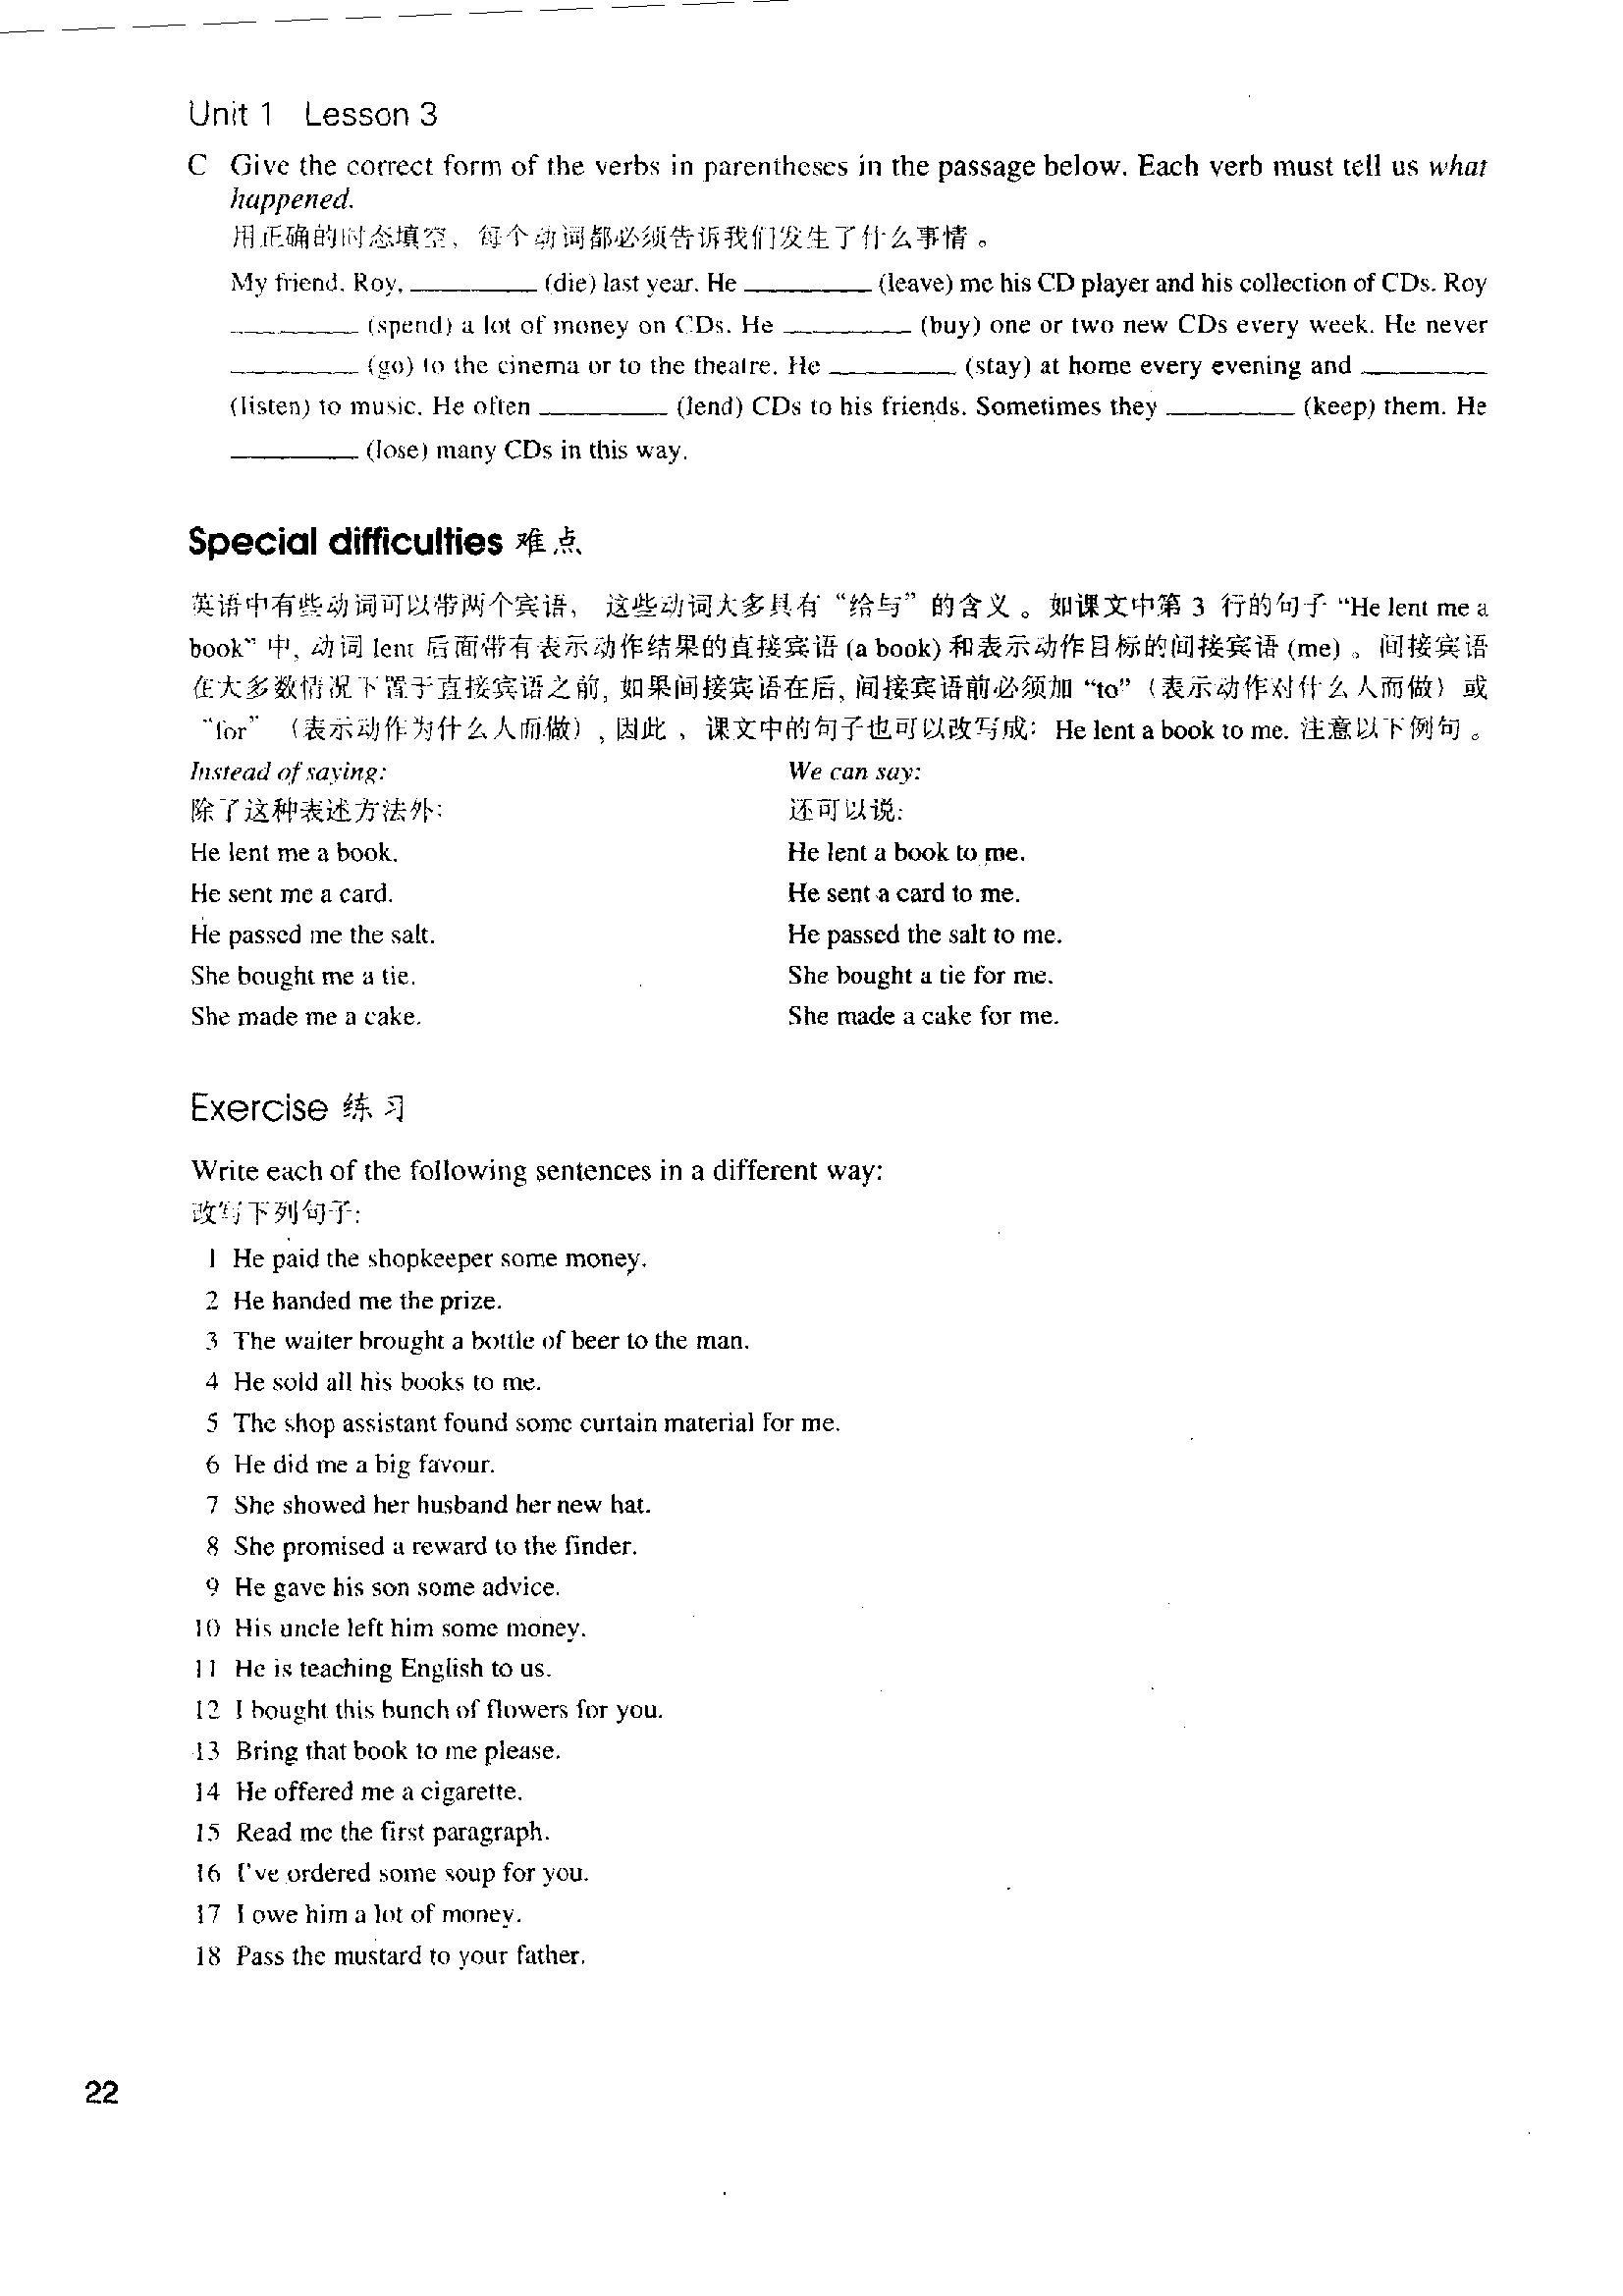 Unit 1 Lesson 3
C Give the correct form of the verbs in parentheses in the passage below. Each verb must tell us what
happened.
用正确的时态填空，每个动词都必须告诉我们发生了什么事情。
My friend, Roy, ________ (die) last year. He ________ (leave) me his CD player and his collection of CDs. Roy
________ (spend) a lot of money on CDs. He ________ (buy) one or two new CDs every week. He never
________ (go) to the cinema or to the theatre. He ________ (stay) at home every evening and ________
(listen) to music. He often ________ (lend) CDs to his friends. Sometimes they ________ (keep) them. He
________ (lose) many CDs in this way.
Special difficulties 难点
英语中有些动词可以带两个宾语，这些动词大多具有“给与”的含义。如课文中第 3 行的句子 “He lent me a
book” 中, 动词 lent 后面带有表示动作结果的直接宾语 (a book) 和表示动作目标的间接宾语 (me)。间接宾语
在大多数情况下置于直接宾语之前, 如果间接宾语在后, 间接宾语前必须加 “to”（表示动作对什么人而做）或
“for”（表示动作为什么人而做）, 因此，课文中的句子也可以改写成：He lent a book to me. 注意以下例句。
Instead of saying: We can say:
除了这种表述方法外: 还可以说:
He lent me a book. He lent a book to me.
He sent me a card. He sent a card to me.
He passed me the salt. He passed the salt to me.
She bought me a tie. She bought a tie for me.
She made me a cake. She made a cake for me.
Exercise 练习
Write each of the following sentences in a different way:
改写下列句子:
1 He paid the shopkeeper some money.
2 He handed me the prize.
3 The waiter brought a bottle of beer to the man.
4 He sold all his books to me.
5 The shop assistant found some curtain material for me.
6 He did me a big favour.
7 She showed her husband her new hat.
8 She promised a reward to the finder.
9 He gave his son some advice.
10 His uncle left him some money.
11 He is teaching English to us.
12 I bought this bunch of flowers for you.
13 Bring that book to me please.
14 He offered me a cigarette.
15 Read me the first paragraph.
16 I've ordered some soup for you.
17 I owe him a lot of money.
18 Pass the mustard to your father.
22